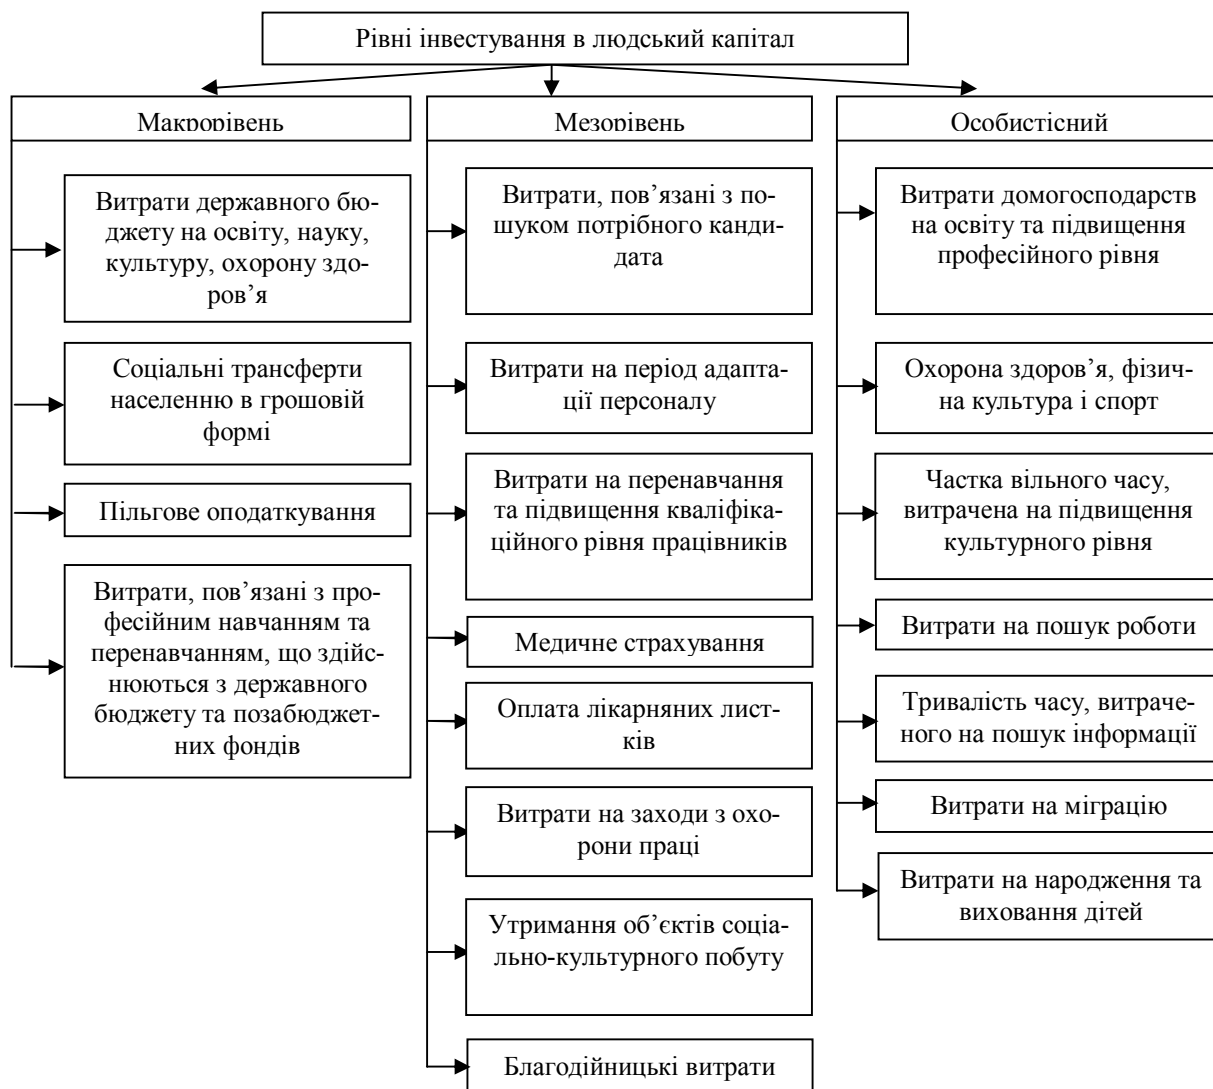 Рівні інвестування в людський капітал
Макрорівень
Витрати державного бю-
джету на освіту, науку,
культуру, охорону здо-
ров’я
Соціальні трансферти
населенню в грошовій
формі
Пільгове оподаткування
Витрати, пов’язані з про-
фесійним навчанням та
перенавчанням, що здійс-
нюються з державного
бюджету та позабюджет-
них фондів
Мезорівень
Витрати, пов’язані з по-
шуком потрібного канди-
дата
Витрати на період адапта-
ції персоналу
Витрати на перенавчання
та підвищення кваліфіка-
ційного рівня працівників
Медичне страхування
Оплата лікарняних лист-
ків
Витрати на заходи з охо-
рони праці
Утримання об’єктів соціа-
льно-культурного побуту
Благодійницькі витрати
Особистісний
Витрати домогосподарств
на освіту та підвищення
професійного рівня
Охорона здоров’я, фізич-
на культура і спорт
Частка вільного часу,
витрачена на підвищення
культурного рівня
Витрати на пошук роботи
Тривалість часу, витраче-
ного на пошук інформації
Витрати на міграцію
Витрати на народження та
виховання дітей